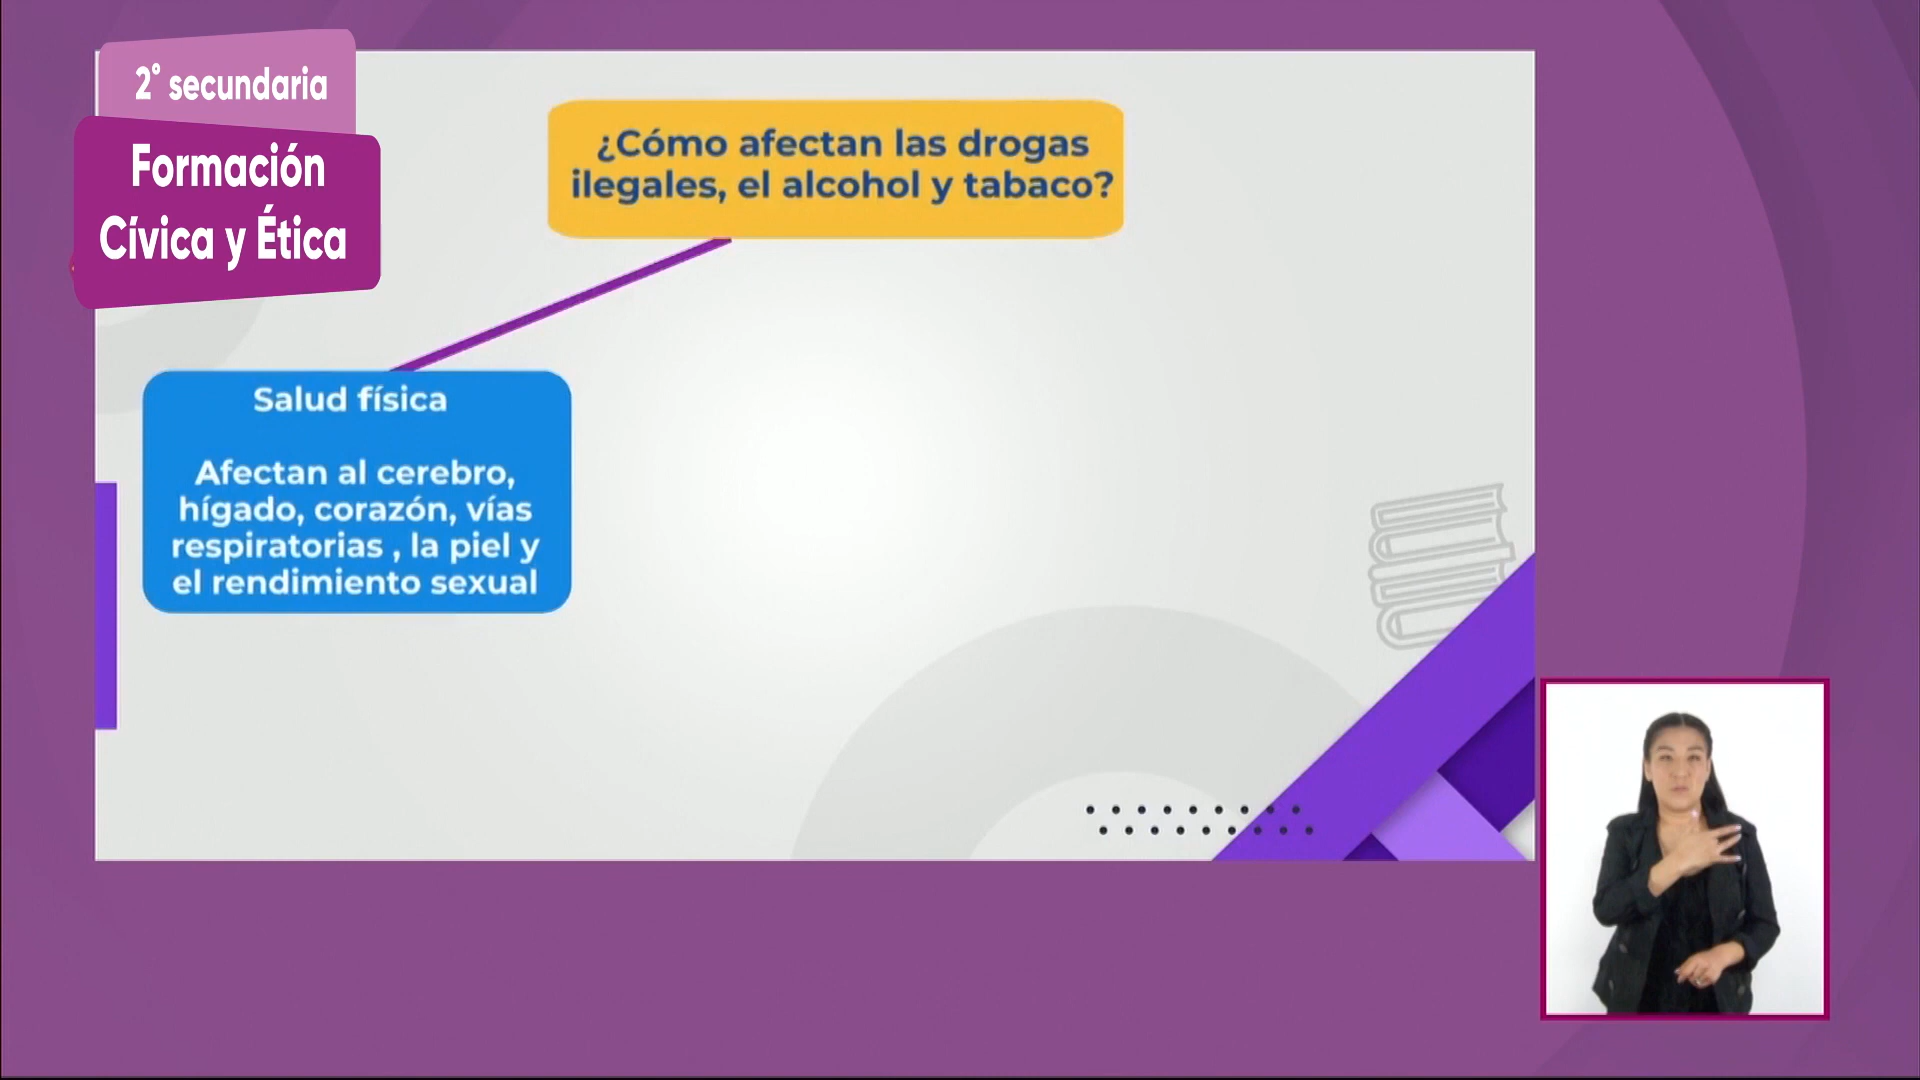 2° secundaria
Formación
Cívica y Ética
¿Cómo afectan las drogas
ilegales, el alcohol y tabaco?
Salud física
Afectan al cerebro,
hígado, corazón, vías
respiratorias , la piel y
el rendimiento sexual